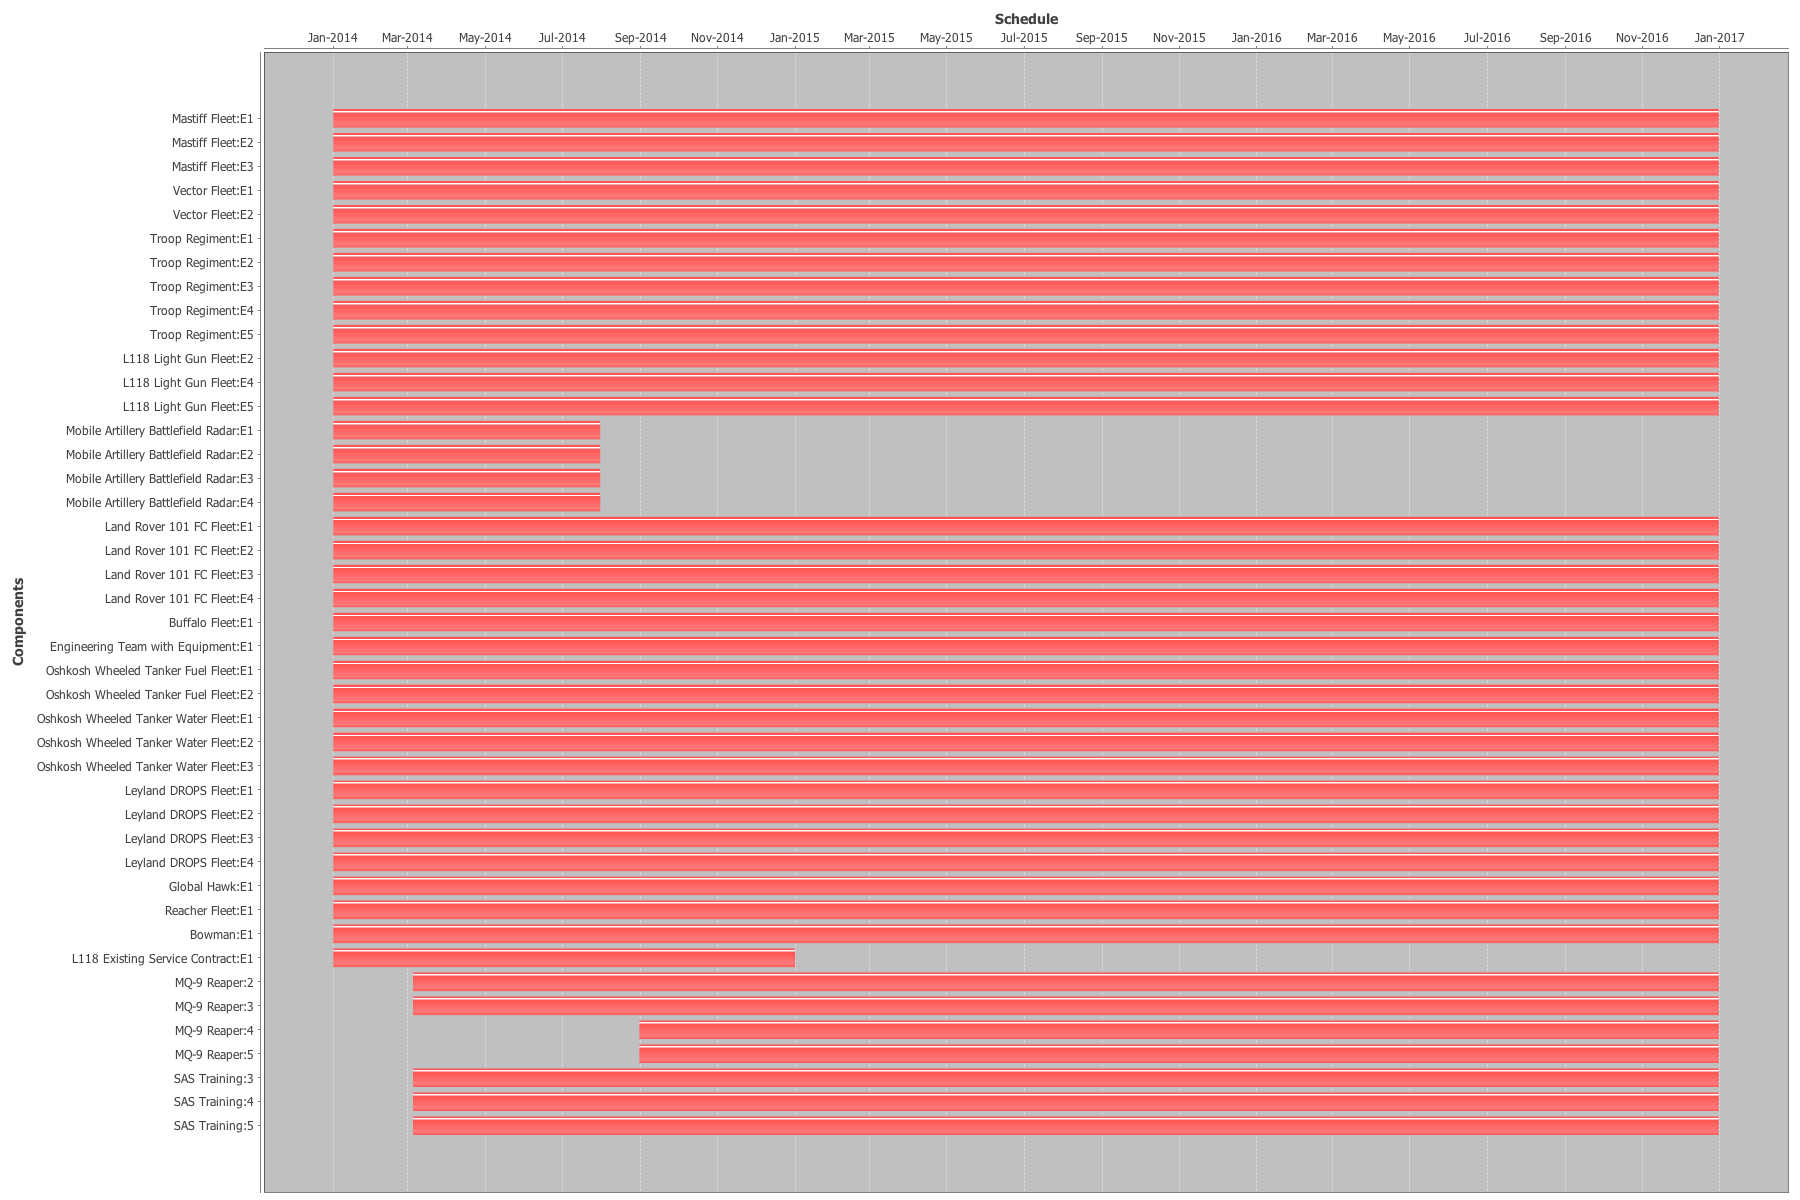 Schedule
Jan-2014 Mar-2014 May-2014 Jul-2014 Sep-2014 Nov-2014 Jan-2015 Mar-2015 May-2015 Jul-2015 Sep-2015 Nov-2015 Jan-2016 Mar-2016 May-2016 Jul-2016 Sep-2016 Nov-2016 Jan-2017
Components
Mastiff Fleet:E1
Mastiff Fleet:E2
Mastiff Fleet:E3
Vector Fleet:E1
Vector Fleet:E2
Troop Regiment:E1
Troop Regiment:E2
Troop Regiment:E3
Troop Regiment:E4
Troop Regiment:E5
L118 Light Gun Fleet:E2
L118 Light Gun Fleet:E4
L118 Light Gun Fleet:E5
Mobile Artillery Battlefield Radar:E1
Mobile Artillery Battlefield Radar:E2
Mobile Artillery Battlefield Radar:E3
Mobile Artillery Battlefield Radar:E4
Land Rover 101 FC Fleet:E1
Land Rover 101 FC Fleet:E2
Land Rover 101 FC Fleet:E3
Land Rover 101 FC Fleet:E4
Buffalo Fleet:E1
Engineering Team with Equipment:E1
Oshkosh Wheeled Tanker Fuel Fleet:E1
Oshkosh Wheeled Tanker Fuel Fleet:E2
Oshkosh Wheeled Tanker Water Fleet:E1
Oshkosh Wheeled Tanker Water Fleet:E2
Oshkosh Wheeled Tanker Water Fleet:E3
Leyland DROPS Fleet:E1
Leyland DROPS Fleet:E2
Leyland DROPS Fleet:E3
Leyland DROPS Fleet:E4
Global Hawk:E1
Reacher Fleet:E1
Bowman:E1
L118 Existing Service Contract:E1
MQ-9 Reaper:2
MQ-9 Reaper:3
MQ-9 Reaper:4
MQ-9 Reaper:5
SAS Training:3
SAS Training:4
SAS Training:5